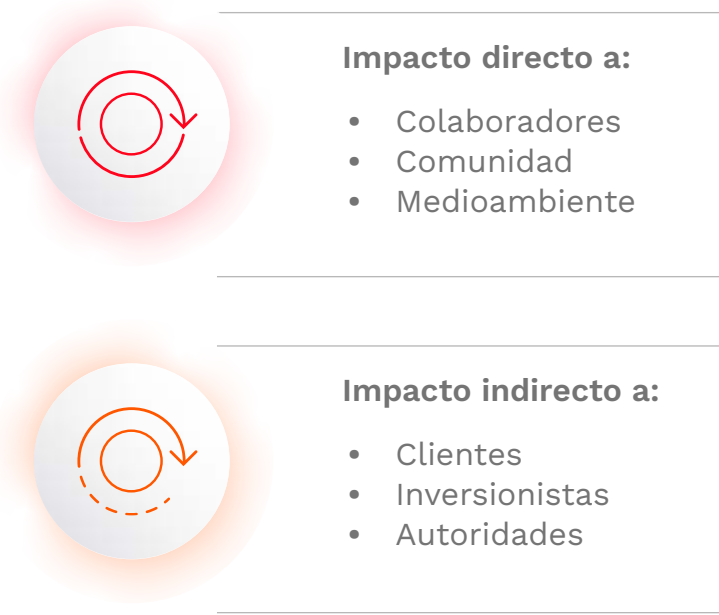 Impacto directo a:
• Colaboradores
• Comunidad
• Medioambiente
Impacto indirecto a:
• Clientes
• Inversionistas
• Autoridades